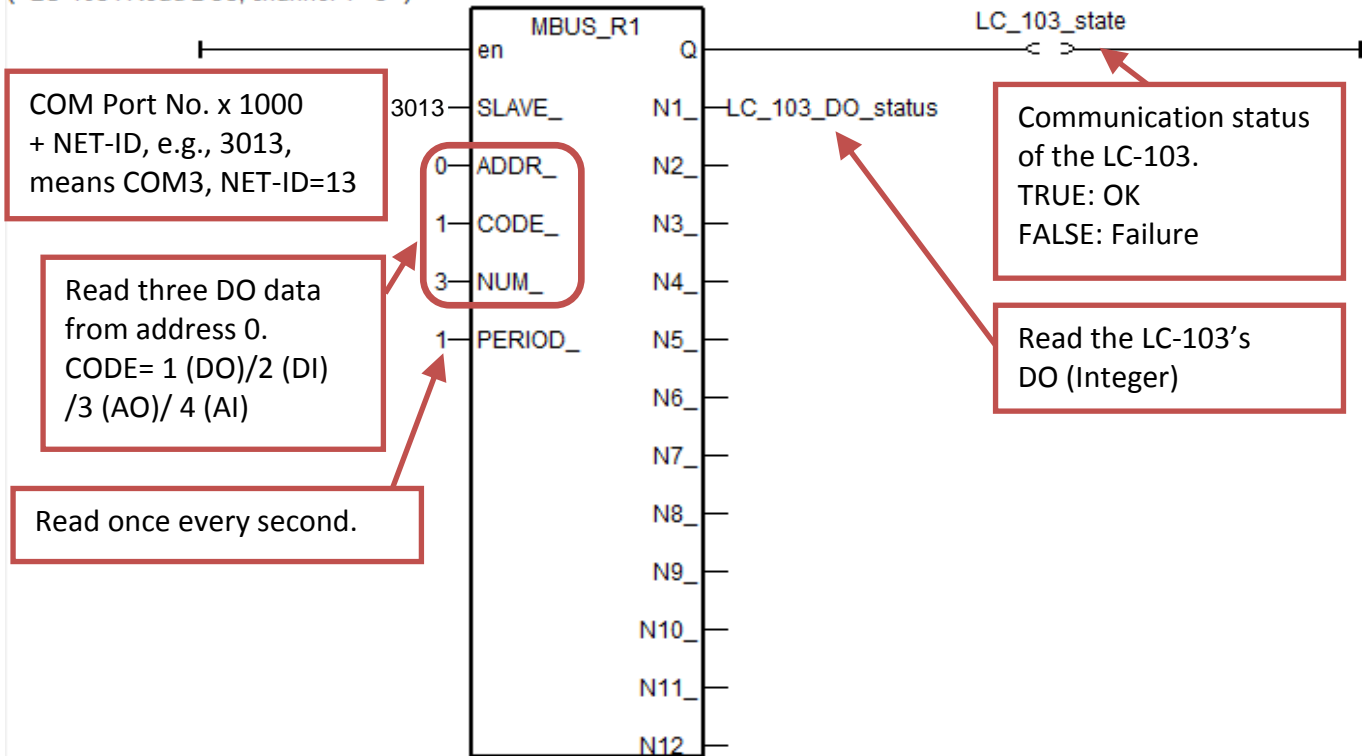 MBUS_R1
LC_103_state
en
Q
COM Port No. x 1000
+ NET-ID, e.g., 3013,
means COM3, NET-ID=13
3013
SLAVE_
N1_
LC_103_DO_status
Communication status
of the LC-103.
TRUE: OK
FALSE: Failure
0
ADDR_
N2_
1
CODE_
N3_
Read three DO data
from address 0.
CODE= 1 (DO)/2 (DI)
/3 (AO)/ 4 (AI)
3
NUM_
N4_
1
PERIOD_
N5_
Read the LC-103's
DO (Integer)
N6_
N7_
Read once every second.
N8_
N9_
N10_
N11_
N12